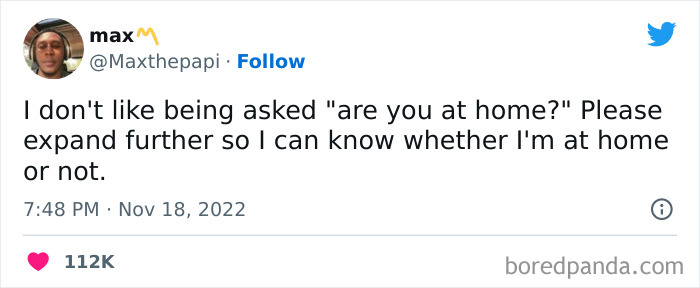 max
@Maxthepapi · Follow
I don't like being asked "are you at home?" Please
expand further so I can know whether I'm at home
or not.
7:48 PM · Nov 18, 2022
112K
boredpanda.com